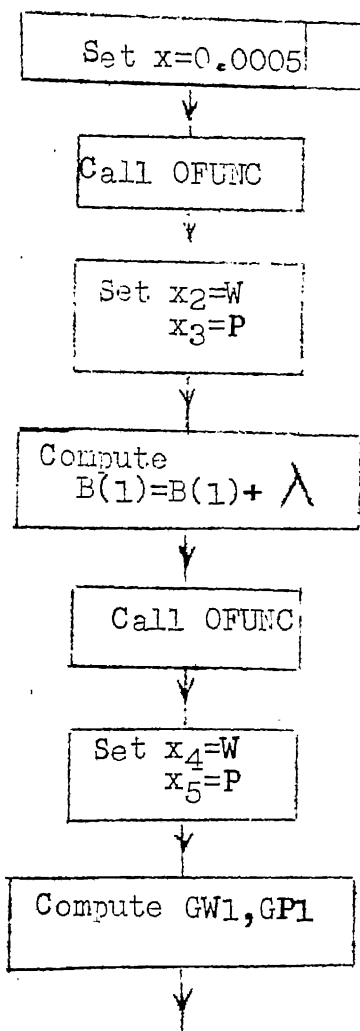 Set x=0.0005
Call OFUNC
Set x2=W
x3=P
Compute
B(1)=B(1)+ λ
Call OFUNC
Set x4=W
x5=P
Compute GW1,GP1